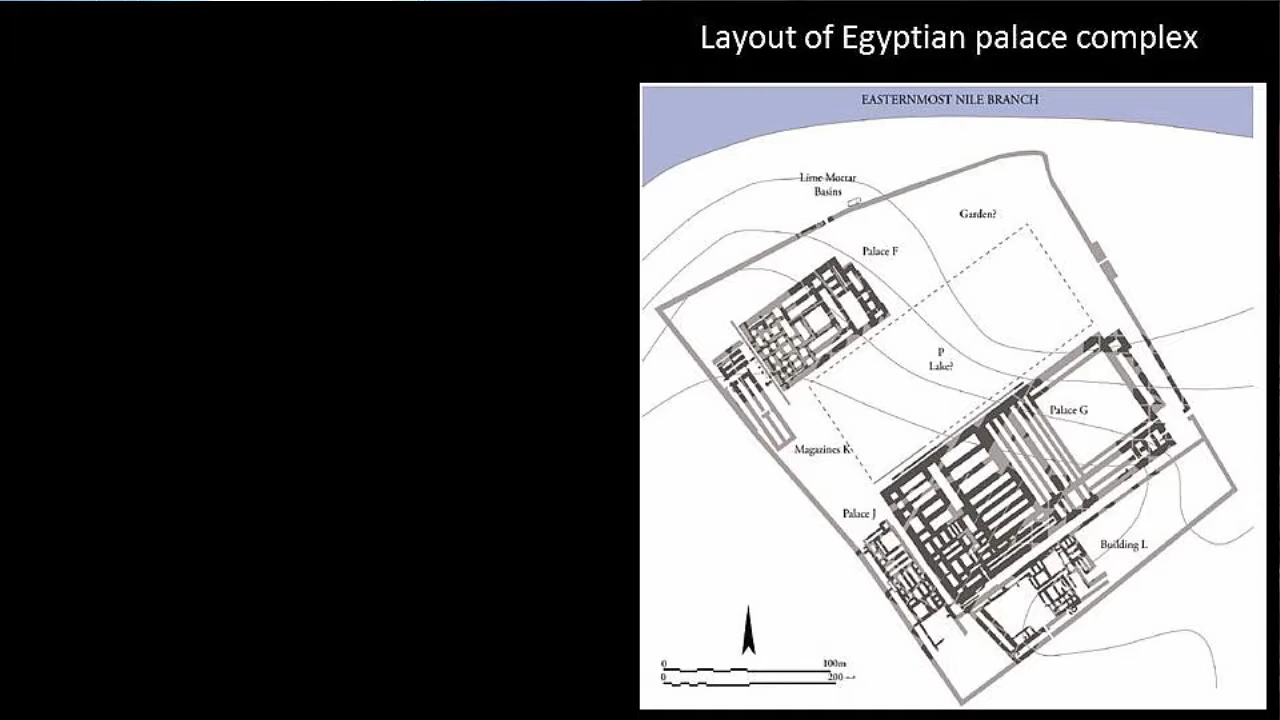 Layout of Egyptian palace complex
EASTERNMOST NILE BRANCH
Lime Mortar
Basins
Garden?
Palace F
P
Lake?
Palace G
Magazines K
Palace J
Building L
0
100m
0
200